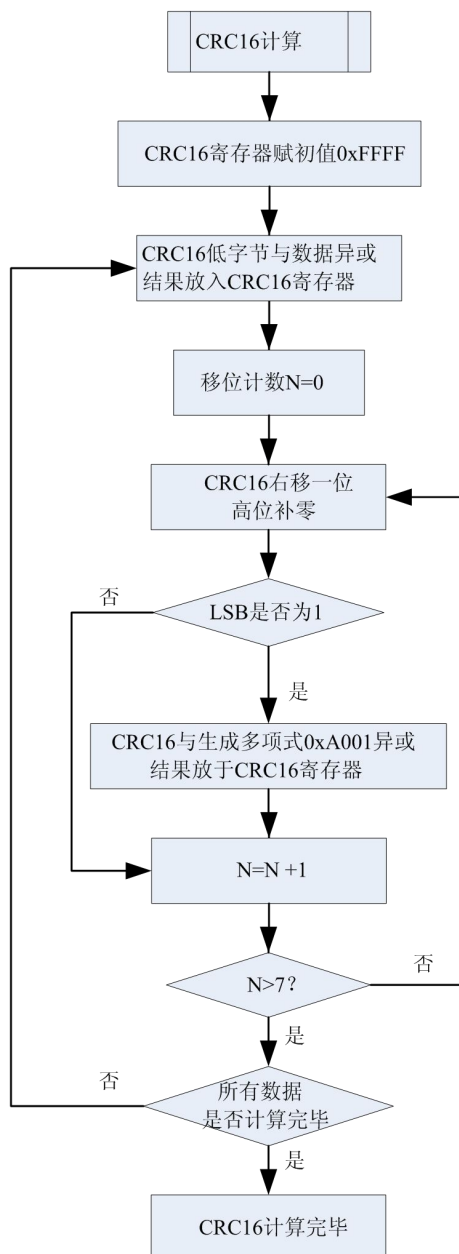 CRC16计算
CRC16寄存器赋初值0xFFFF
CRC16低字节与数据异或
结果放入CRC16寄存器
移位计数N=0
CRC16右移一位
高位补零
否
LSB是否为1
是
CRC16与生成多项式0xA001异或
结果放于CRC16寄存器
N=N +1
N>7?
否
是
否
所有数据
是否计算完毕
是
CRC16计算完毕